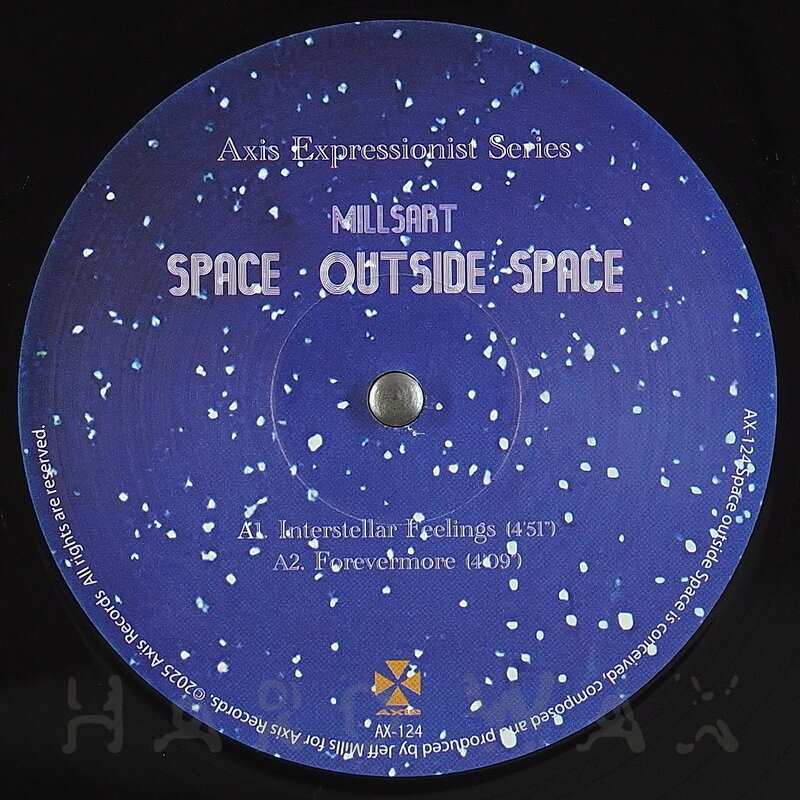 Axis Expressionist Series
MILLSART
SPACE OUTSIDE SPACE
A1. Interstellar Feelings (4'51")
A2. Forevermore (4'09")
AXIS
AX-124
AX-124 Space outside Space is conceived, composed and produced by Jeff Mills for Axis Records. ©2025 Axis Records All rights are reserved.
HARD WAX